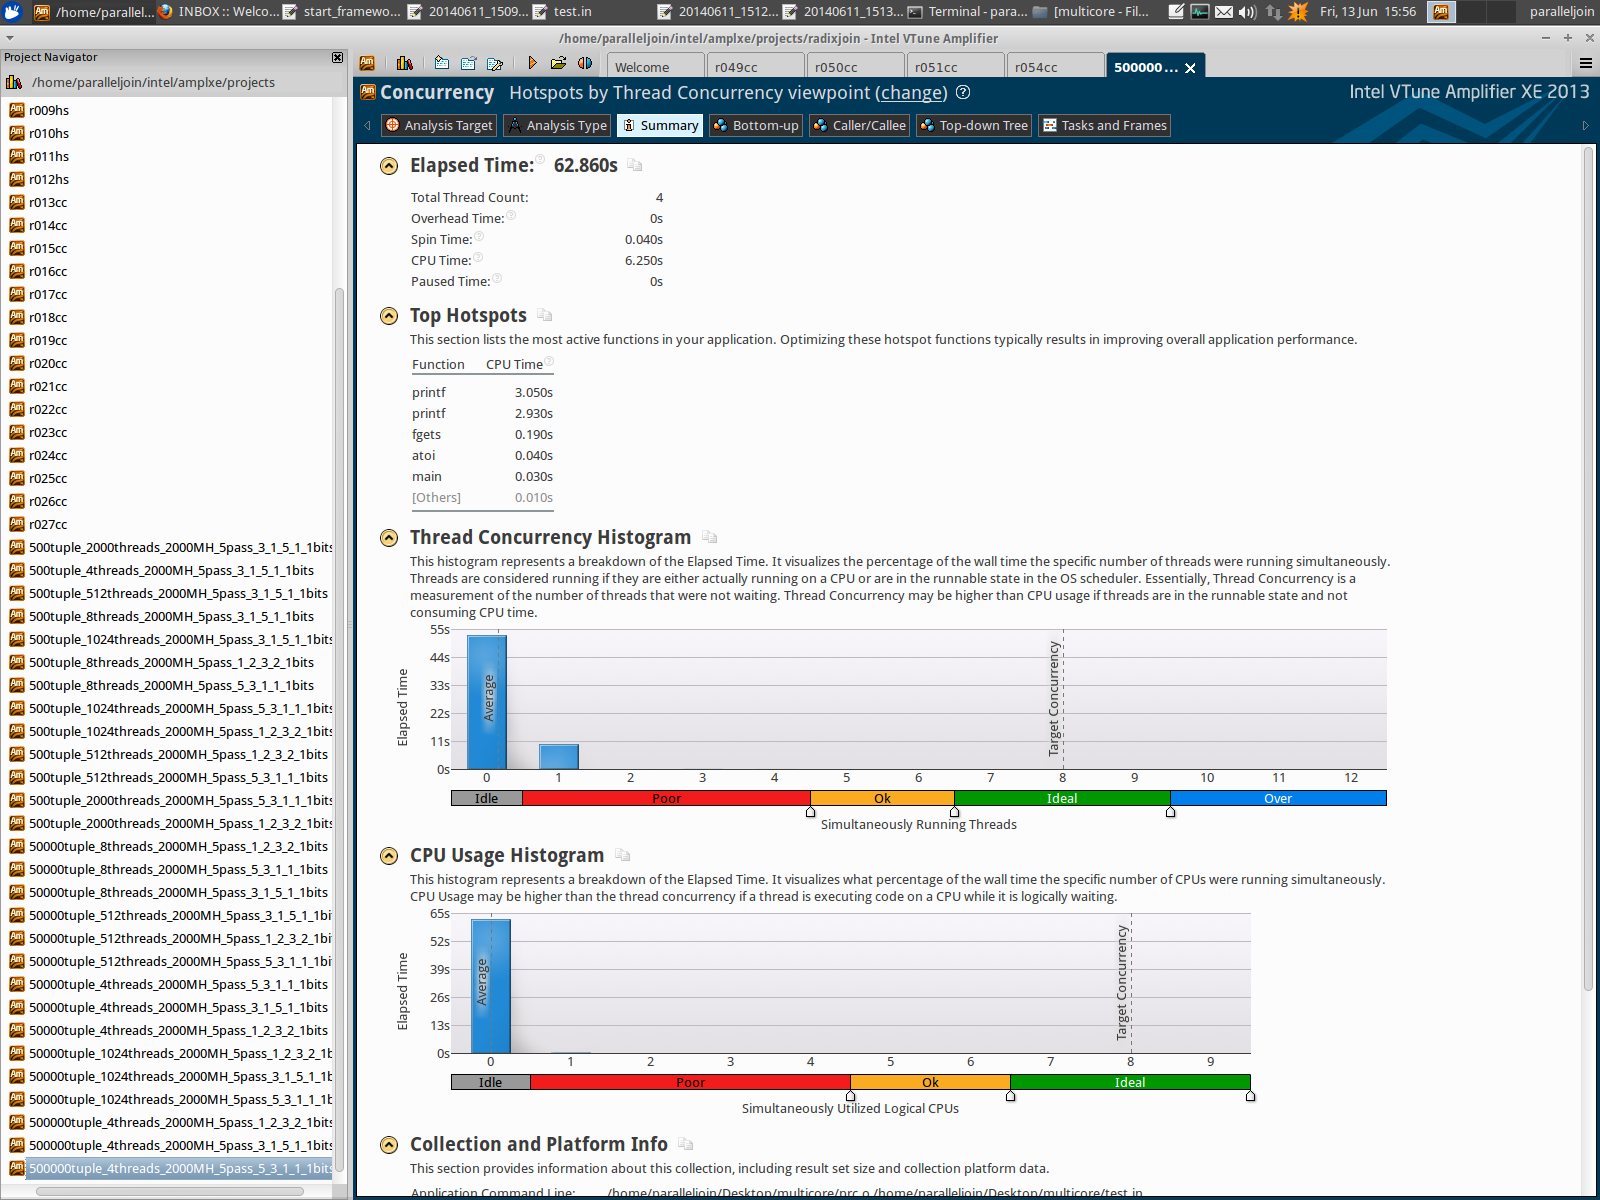 /home/parallel...
INBOX :: Welco...
start_framewo...
20140611_1509...
test.in
20140611_1512...
20140611_1513...
Terminal - para...
[multicore - Fil...
Fri, 13 Jun 15:56
paralleljoin
/home/paralleljoin/intel/amplxe/projects/radixjoin - Intel VTune Amplifier
Project Navigator
/home/paralleljoin/intel/amplxe/projects
r009hs
r010hs
r011hs
r012hs
r013cc
r014cc
r015cc
r016cc
r017cc
r018cc
r019cc
r020cc
r021cc
r022cc
r023cc
r024cc
r025cc
r026cc
r027cc
500tuple_2000threads_2000MH_5pass_3_1_5_1_1bits
500tuple_4threads_2000MH_5pass_3_1_5_1_1bits
500tuple_512threads_2000MH_5pass_3_1_5_1_1bits
500tuple_8threads_2000MH_5pass_3_1_5_1_1bits
500tuple_1024threads_2000MH_5pass_3_1_5_1_1bits
500tuple_8threads_2000MH_5pass_1_2_3_2_1bits
500tuple_8threads_2000MH_5pass_5_3_1_1_1bits
500tuple_1024threads_2000MH_5pass_5_3_1_1_1bits
500tuple_1024threads_2000MH_5pass_1_2_3_2_1bits
500tuple_512threads_2000MH_5pass_1_2_3_2_1bits
500tuple_512threads_2000MH_5pass_5_3_1_1_1bits
500tuple_2000threads_2000MH_5pass_5_3_1_1_1bits
500tuple_2000threads_2000MH_5pass_1_2_3_2_1bits
50000tuple_8threads_2000MH_5pass_1_2_3_2_1bits
50000tuple_8threads_2000MH_5pass_5_3_1_1_1bits
50000tuple_8threads_2000MH_5pass_3_1_5_1_1bits
50000tuple_512threads_2000MH_5pass_3_1_5_1_1bi
50000tuple_512threads_2000MH_5pass_1_2_3_2_1bi
50000tuple_512threads_2000MH_5pass_5_3_1_1_1bi
50000tuple_4threads_2000MH_5pass_5_3_1_1_1bits
50000tuple_4threads_2000MH_5pass_3_1_5_1_1bits
50000tuple_4threads_2000MH_5pass_1_2_3_2_1bits
50000tuple_1024threads_2000MH_5pass_1_2_3_2_1b
50000tuple_1024threads_2000MH_5pass_3_1_5_1_1b
50000tuple_1024threads_2000MH_5pass_5_3_1_1_1b
500000tuple_4threads_2000MH_5pass_1_2_3_2_1bits
500000tuple_4threads_2000MH_5pass_3_1_5_1_1bits
500000tuple_4threads_2000MH_5pass_5_3_1_1_1bits
Welcome
r049cc
r050cc
r051cc
r054cc
500000 ...
Concurrency Hotspots by Thread Concurrency viewpoint (change)
Intel VTune Amplifier XE 2013
Analysis Target
Analysis Type
Summary
Bottom-up
Caller/Callee
Top-down Tree
Tasks and Frames
Elapsed Time: 62.860s
Total Thread Count: 4
Overhead Time: 0s
Spin Time: 0.040s
CPU Time: 6.250s
Paused Time: 0s
Top Hotspots
This section lists the most active functions in your application. Optimizing these hotspot functions typically results in improving overall application performance.
Function CPU Time
printf 3.050s
printf 2.930s
fgets 0.190s
atoi 0.040s
main 0.030s
[Others] 0.010s
Thread Concurrency Histogram
This histogram represents a breakdown of the Elapsed Time. It visualizes the percentage of the wall time the specific number of threads were running simultaneously.
Threads are considered running if they are either actually running on a CPU or are in the runnable state in the OS scheduler. Essentially, Thread Concurrency is a
measurement of the number of threads that were not waiting. Thread Concurrency may be higher than CPU usage if threads are in the runnable state and not
consuming CPU time.
55s
44s
33s
22s
11s
0s
Elapsed Time
Average
Target Concurrency
0 1 2 3 4 5 6 7 8 9 10 11 12
Idle Poor Ok Ideal Over
Simultaneously Running Threads
CPU Usage Histogram
This histogram represents a breakdown of the Elapsed Time. It visualizes what percentage of the wall time the specific number of CPUs were running simultaneously.
CPU Usage may be higher than the thread concurrency if a thread is executing code on a CPU while it is logically waiting.
65s
52s
39s
26s
13s
0s
Elapsed Time
Average
Target Concurrency
0 1 2 3 4 5 6 7 8 9
Idle Poor Ok Ideal
Simultaneously Utilized Logical CPUs
Collection and Platform Info
This section provides information about this collection, including result set size and collection platform data.
Application Command Line: /home/paralleljoin/Desktop/multicore/prc.o /home/paralleljoin/Desktop/multicore/test.in